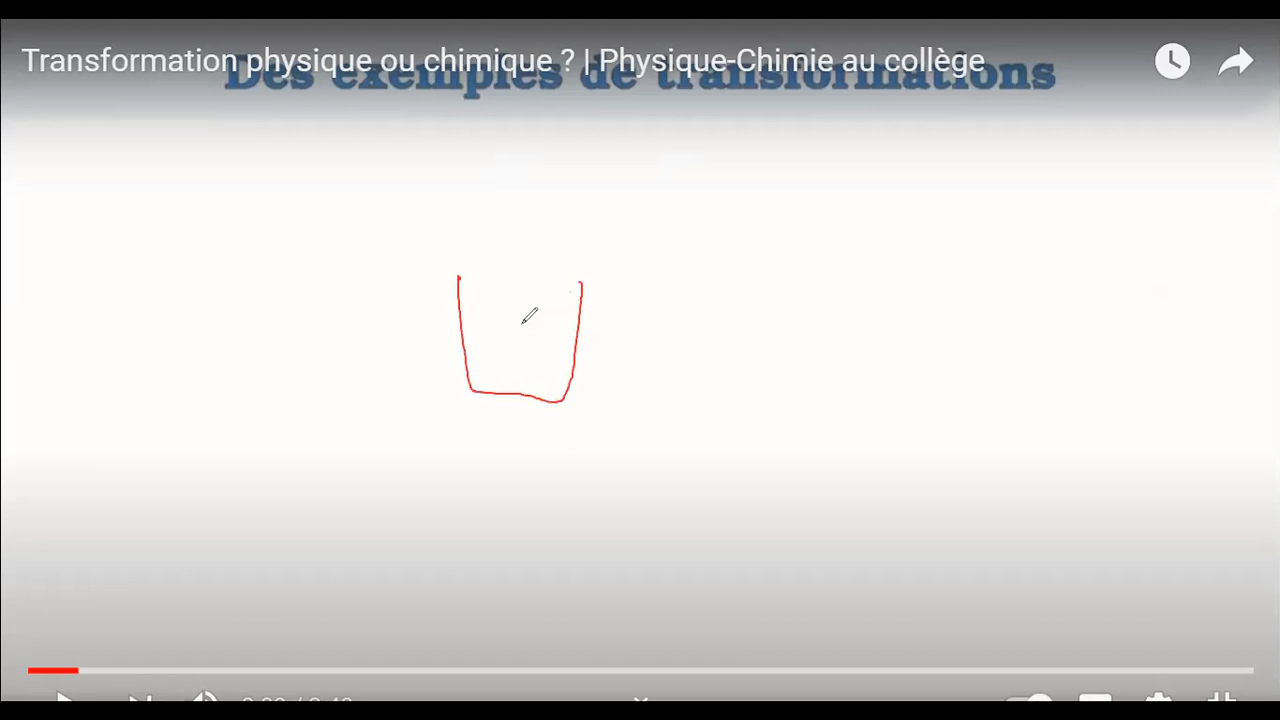 Transformation physique ou chimique ? | Physique-Chimie au collège
Des exemples de transformations